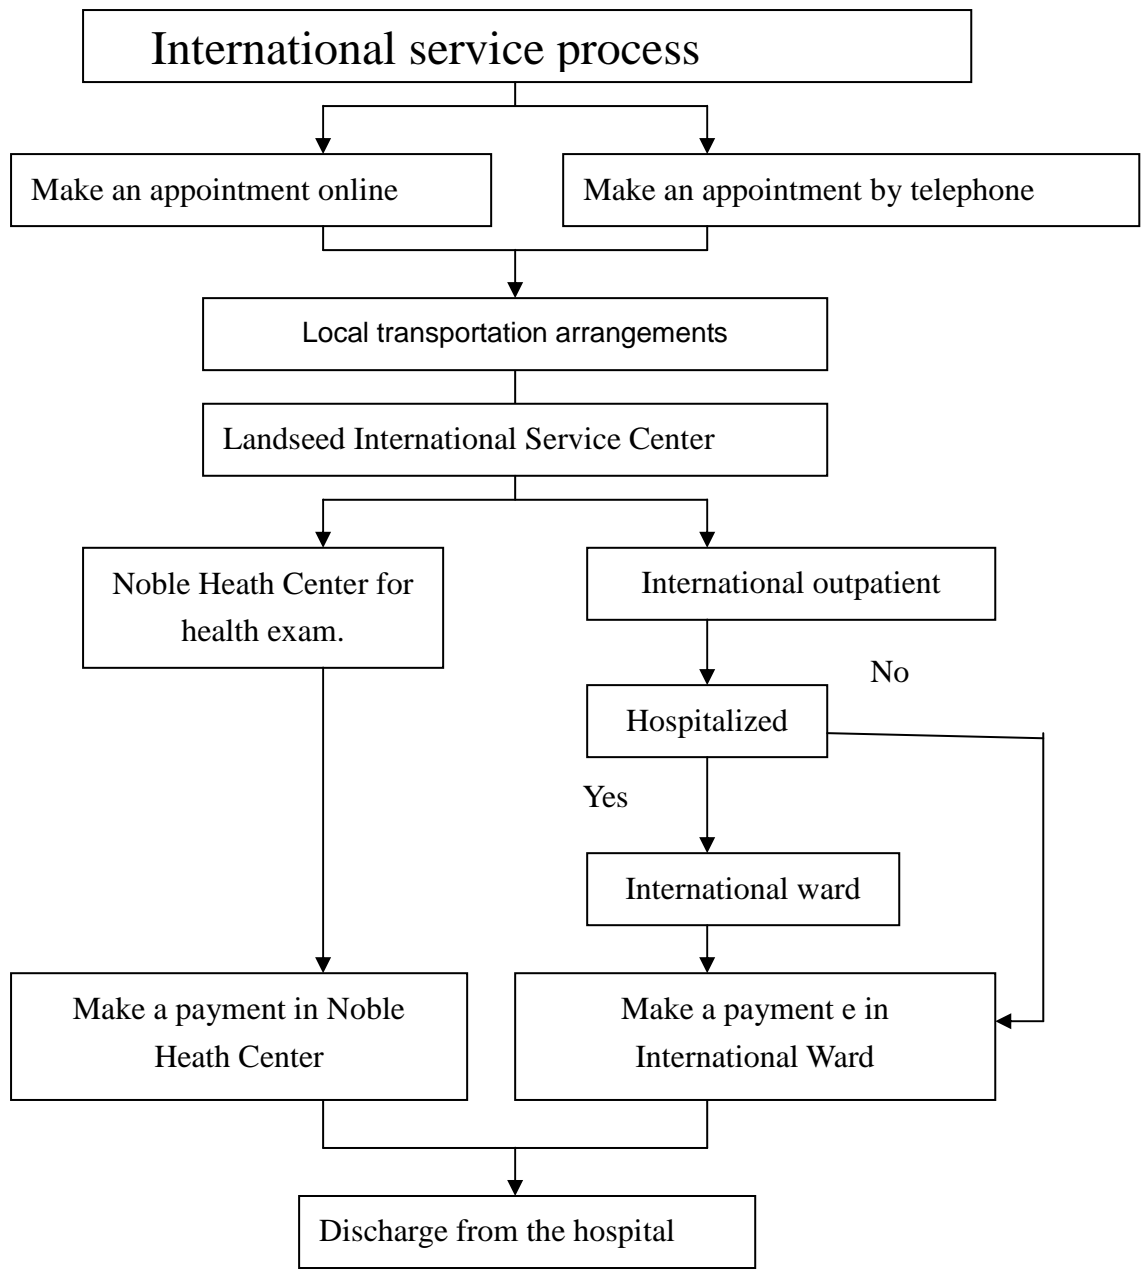 International service process
Make an appointment online
Make an appointment by telephone
Local transportation arrangements
Landseed International Service Center
Noble Heath Center for
health exam.
International outpatient
No
Hospitalized
Yes
International ward
Make a payment in Noble
Heath Center
Make a payment e in
International Ward
Discharge from the hospital